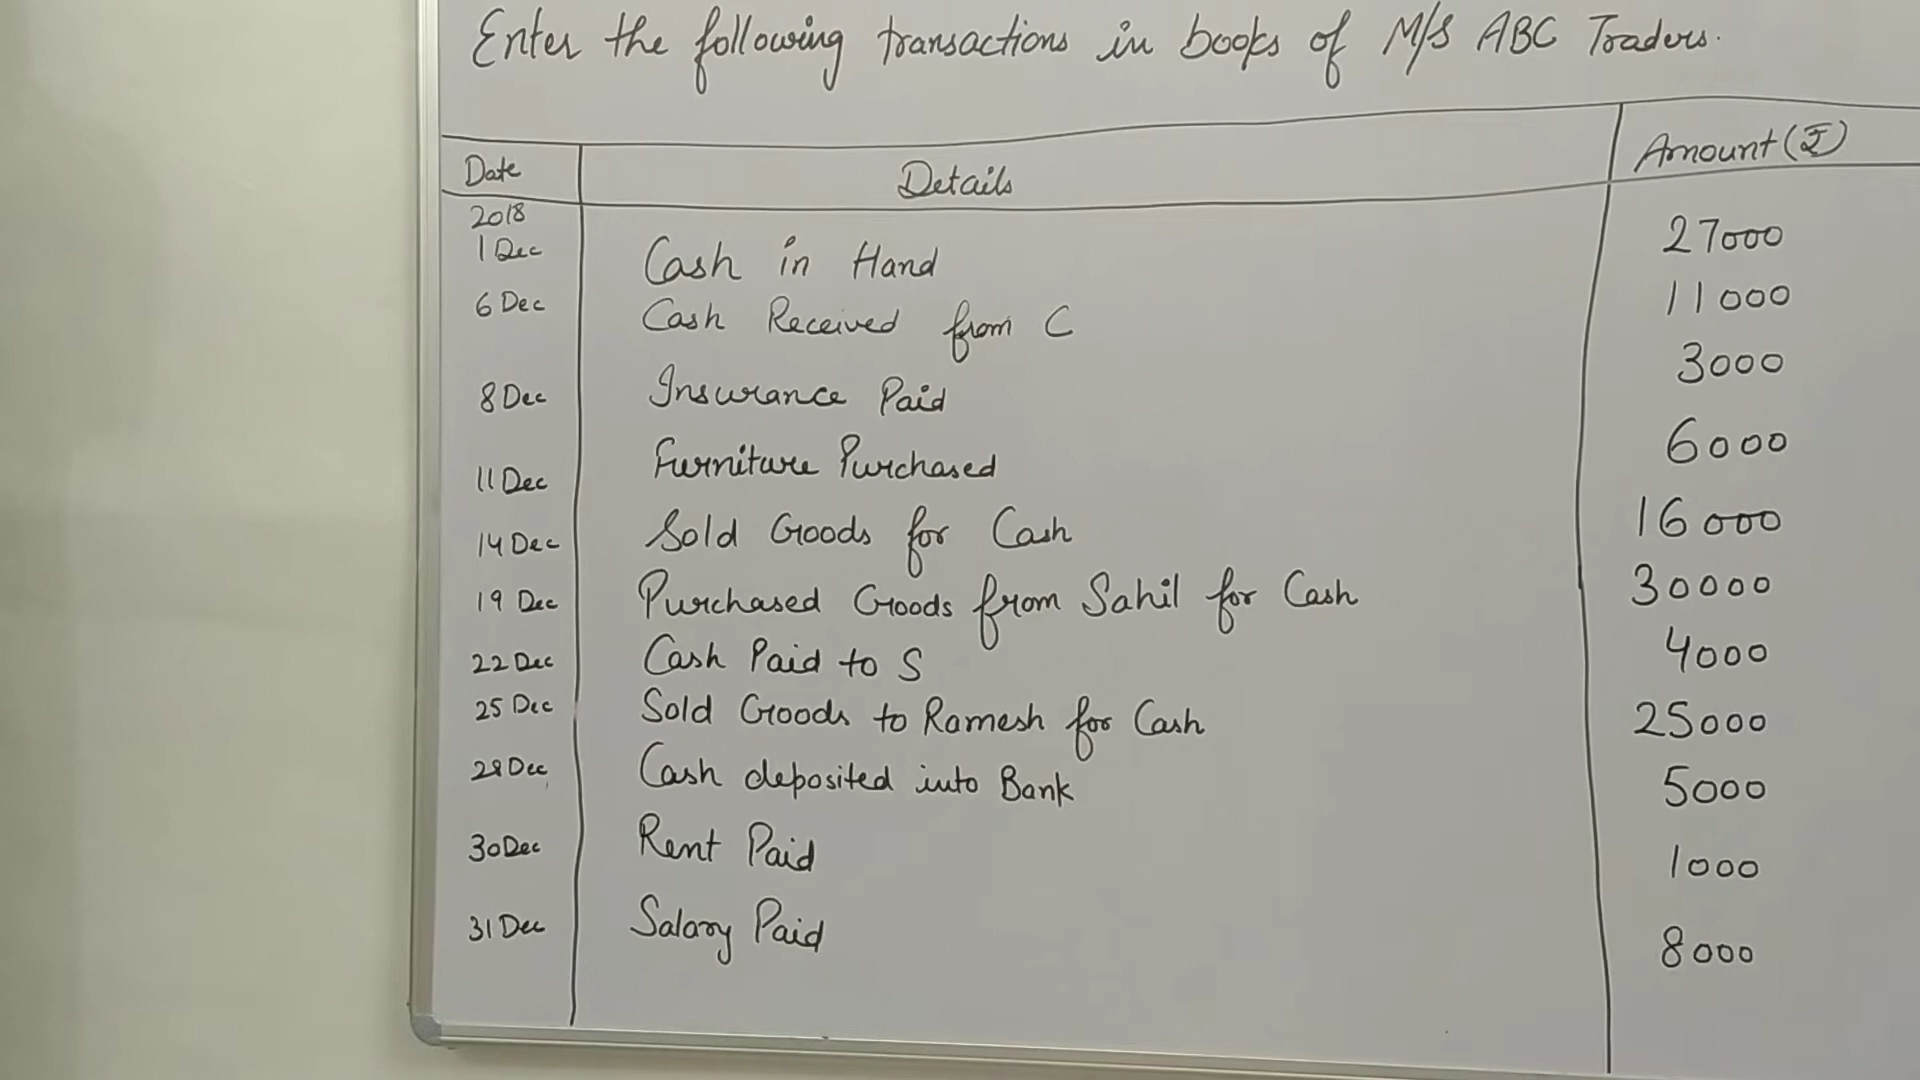 Enter the following transactions in books of M/S ABC Traders.
Date Details Amount (₹)
2018
1 Dec Cash in Hand 27000
6 Dec Cash Received from C 11000
8 Dec Insurance Paid 3000
11 Dec Furniture Purchased 6000
14 Dec Sold Goods for Cash 16000
19 Dec Purchased Goods from Sahil for Cash 30000
22 Dec Cash Paid to S 4000
25 Dec Sold Goods to Ramesh for Cash 25000
28 Dec Cash deposited into Bank 5000
30 Dec Rent Paid 1000
31 Dec Salary Paid 8000